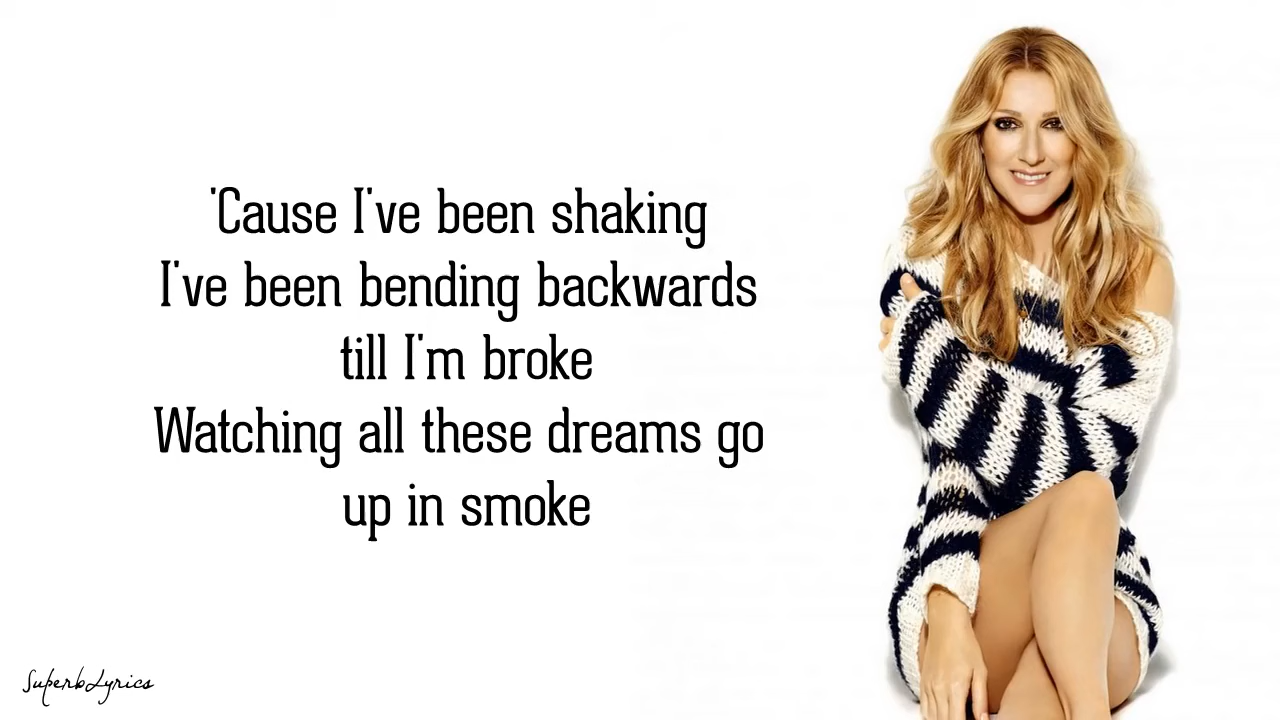 'Cause I've been shaking
I've been bending backwards
till I'm broke
Watching all these dreams go
up in smoke
SuperbLyrics